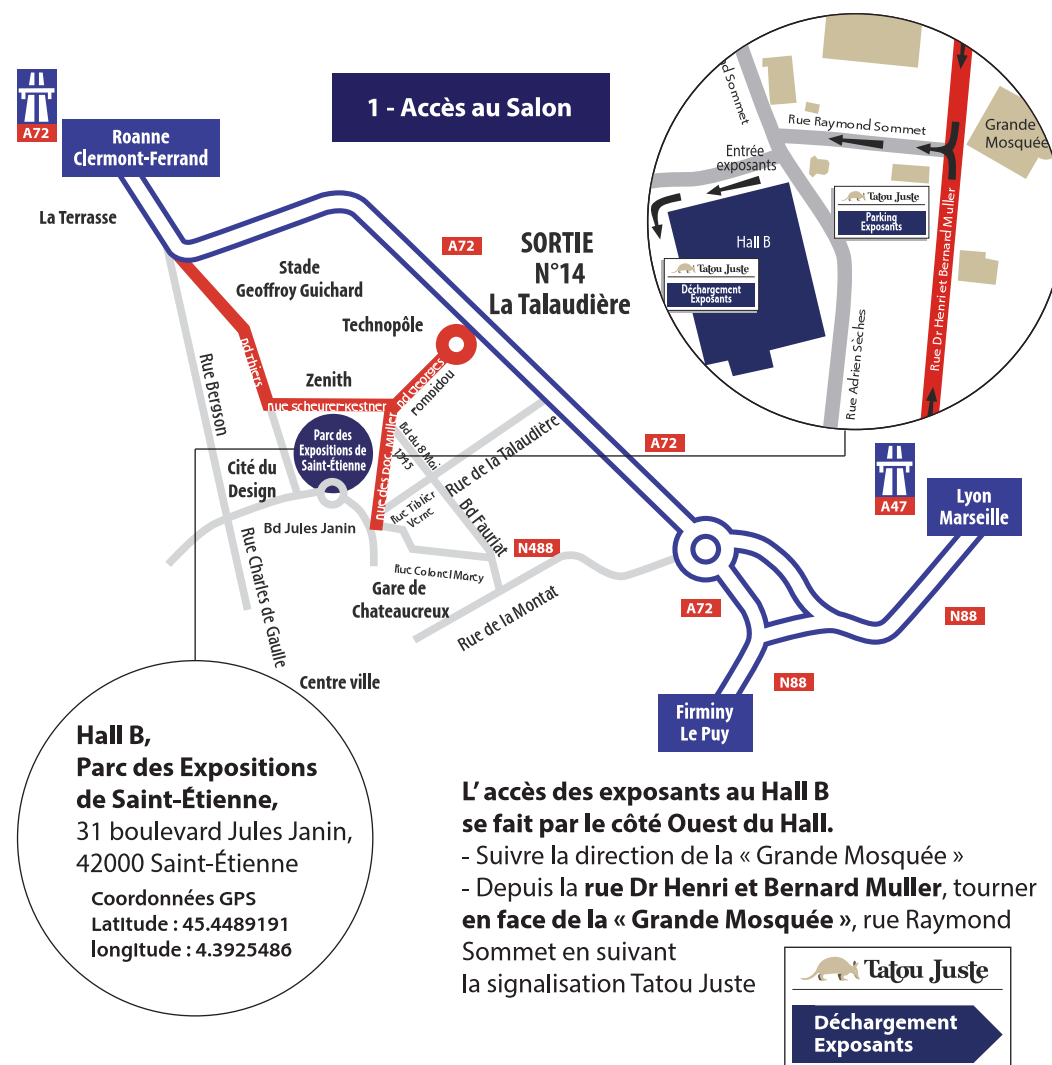 1 - Accès au Salon
A72
Roanne
Clermont-Ferrand
La Terrasse
Stade
Geoffroy Guichard
Technopôle
A72
SORTIE
N°14
La Talaudière
Zenith
Bd Thiers
Rue Scheurer-Kestner
Bd Georges
Pombidou
Rue Bergson
Parc des
Expositions de
Saint-Étienne
Rue des Doc. Muller
Bd du 8 Mai
1945
Rue de la Talaudière
A72
Cité du
Design
Bd Jules Janin
Rue Tiblier
Verne
Bd Fauriat
N488
Rue Charles de Gaulle
Rue Colonel Marcy
Gare de
Chateaucreux
Rue de la Montat
Centre ville
A72
A47
Lyon
Marseille
N88
N88
Firminy
Le Puy
nd Sommet
Rue Raymond Sommet
Grande
Mosquée
Entrée
exposants
Tatou Juste
Parking
Exposants
Hall B
Tatou Juste
Déchargement
Exposants
Rue Adrien Sèches
Rue Dr Henri et Bernard Muller
Hall B,
Parc des Expositions
de Saint-Étienne,
31 boulevard Jules Janin,
42000 Saint-Étienne
Coordonnées GPS
Latitude : 45.4489191
longitude : 4.3925486
L’ accès des exposants au Hall B
se fait par le côté Ouest du Hall.
- Suivre la direction de la « Grande Mosquée »
- Depuis la rue Dr Henri et Bernard Muller, tourner
en face de la « Grande Mosquée », rue Raymond
Sommet en suivant
la signalisation Tatou Juste
Tatou Juste
Déchargement
Exposants